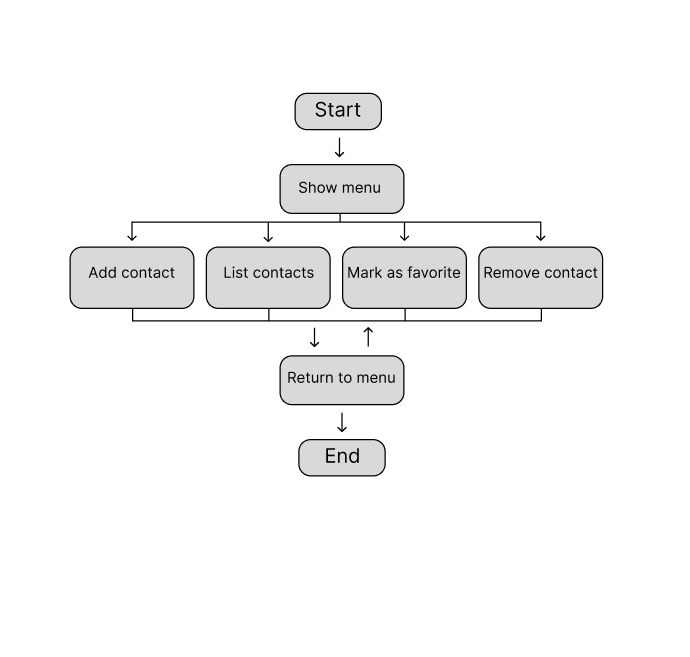 Start
Show menu
Add contact
List contacts
Mark as favorite
Remove contact
Return to menu
End